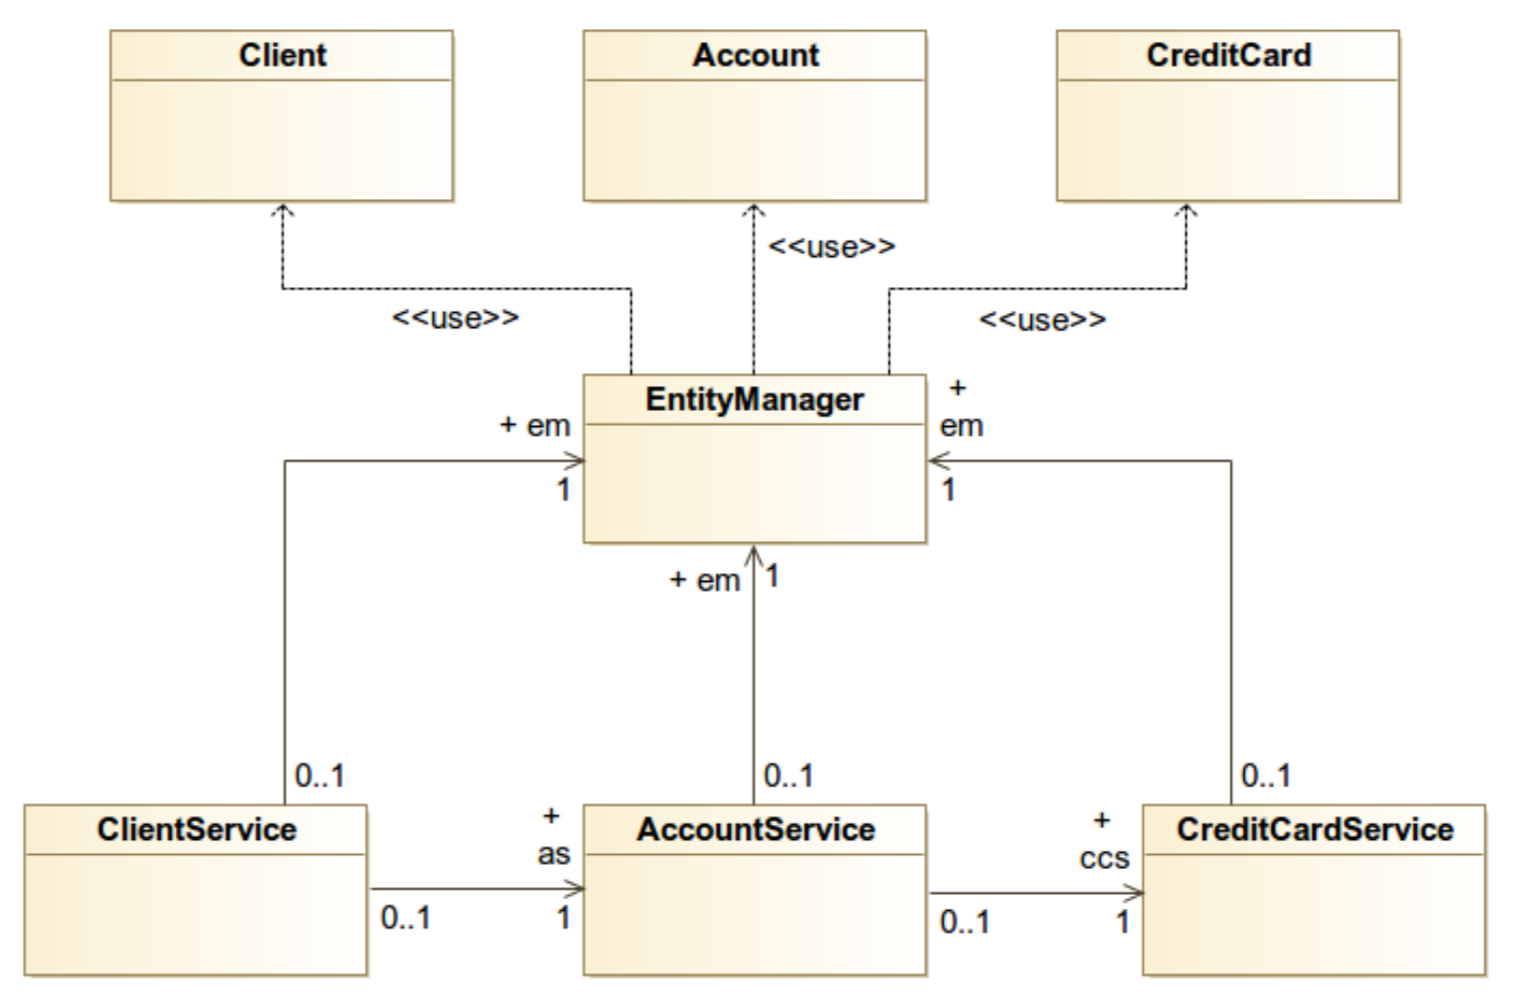 Client
Account
CreditCard
<<use>>
<<use>>
<<use>>
EntityManager
+ em
1
+
em
1
+ em
1
0..1
0..1
0..1
ClientService
+
as
0..1
1
AccountService
+
ccs
0..1
1
CreditCardService